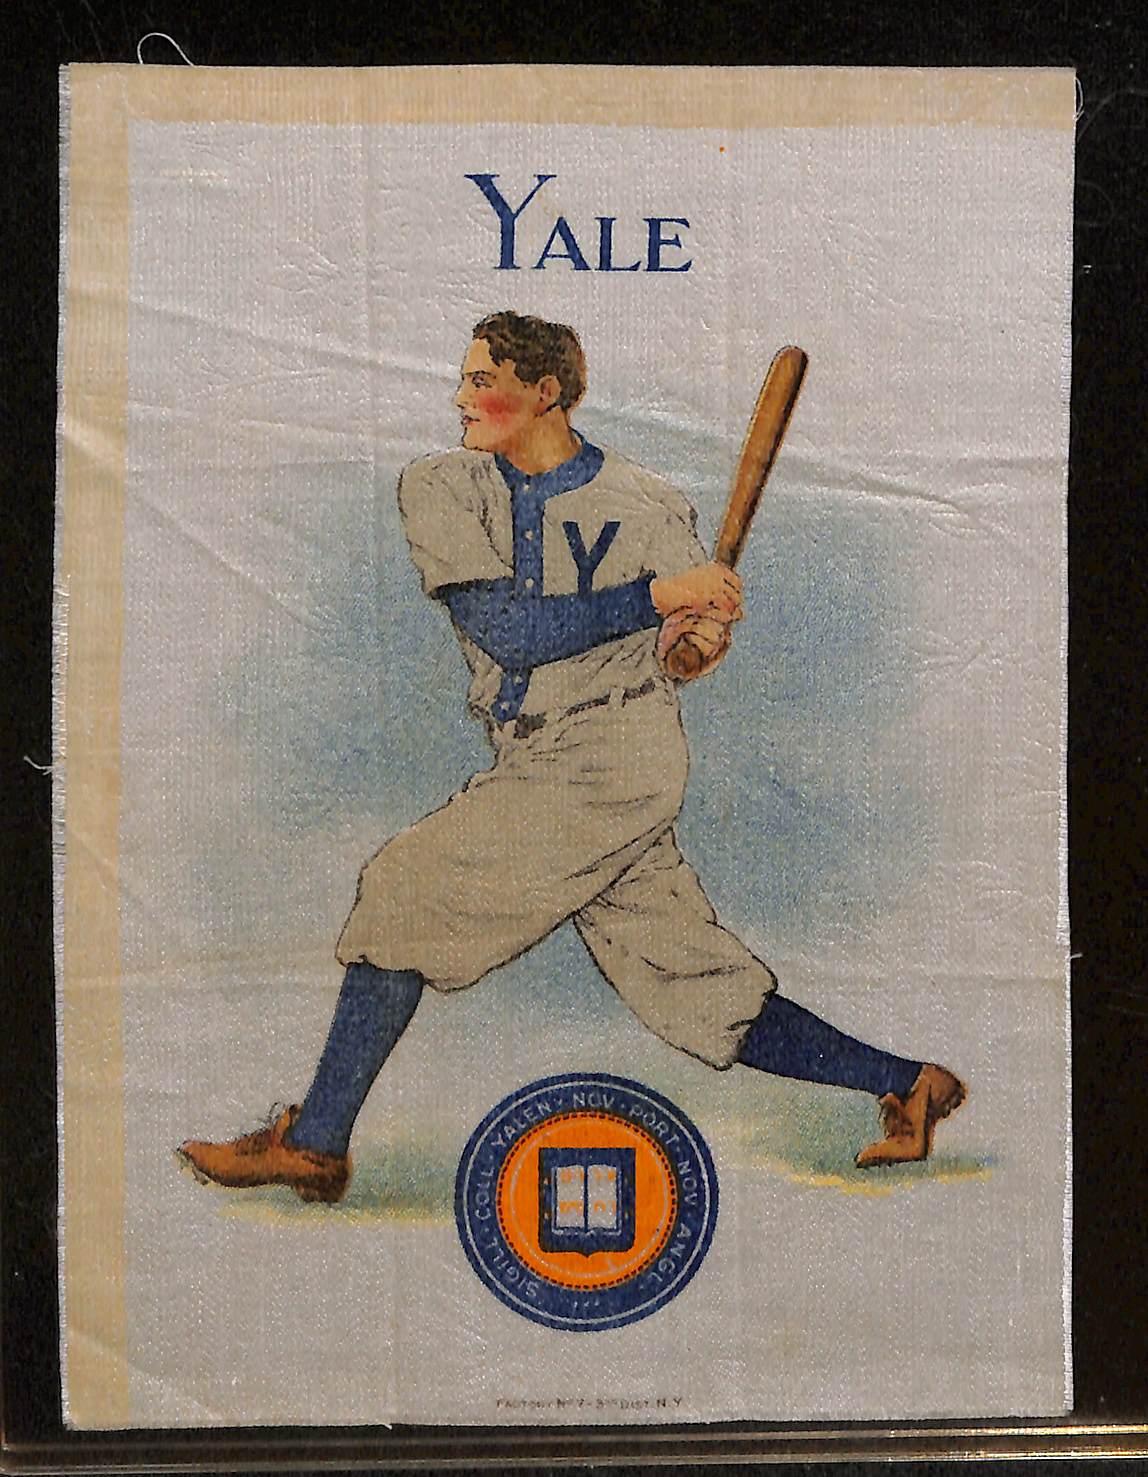 YALE
Y
SIGILL · COLL · YALEN · NOV · PORT · NOV · ANGL
FACTORY Nº 7 - 3RD DIST. N.Y.